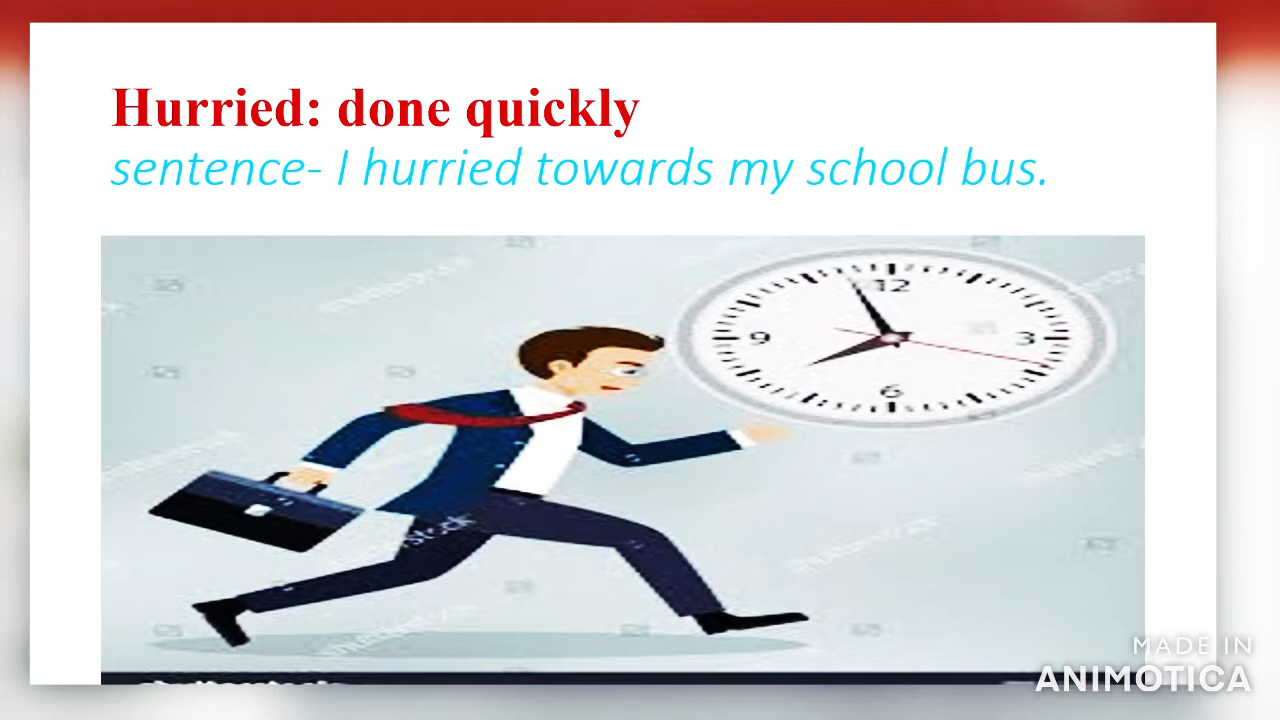 Hurried: done quickly
sentence- I hurried towards my school bus.
12
9
3
6
MADE IN
ANIMOTICA